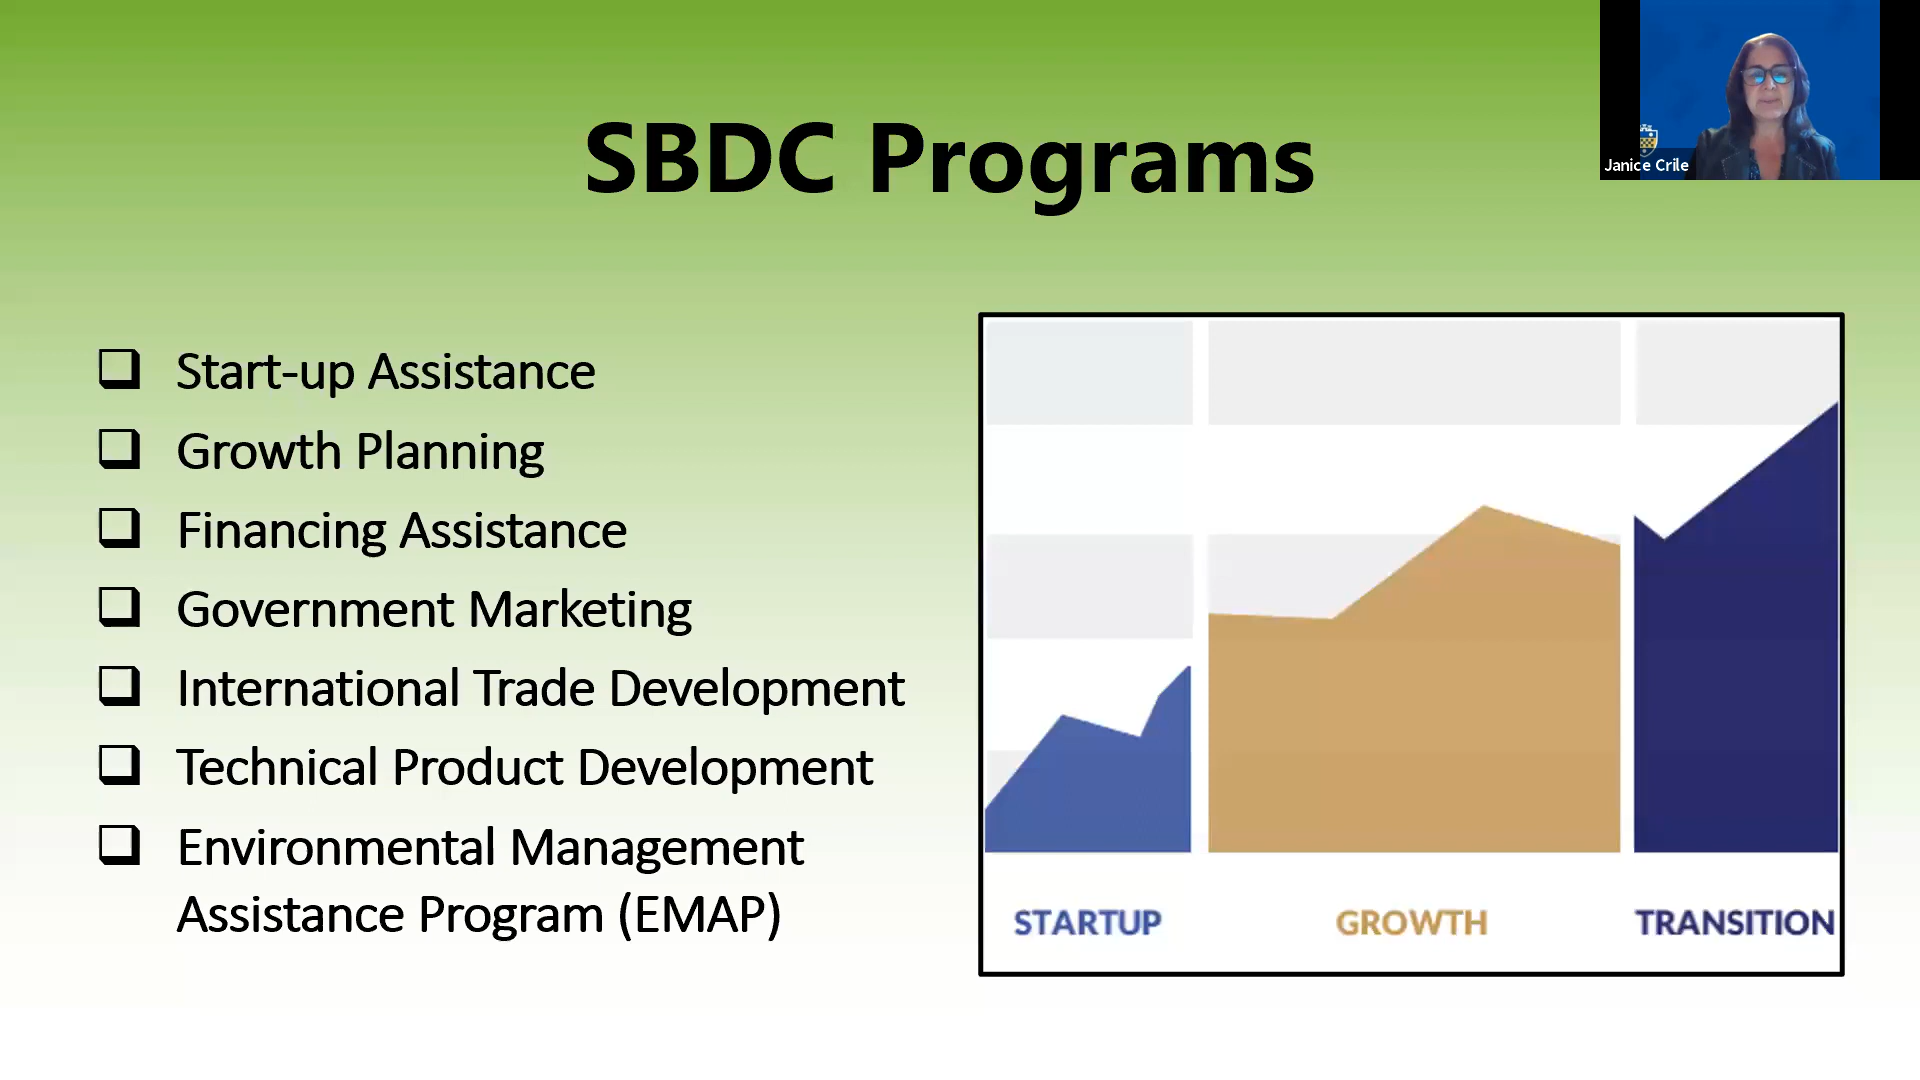 SBDC Programs
Janice Crile
Start-up Assistance
Growth Planning
Financing Assistance
Government Marketing
International Trade Development
Technical Product Development
Environmental Management
Assistance Program (EMAP)
STARTUP
GROWTH
TRANSITION